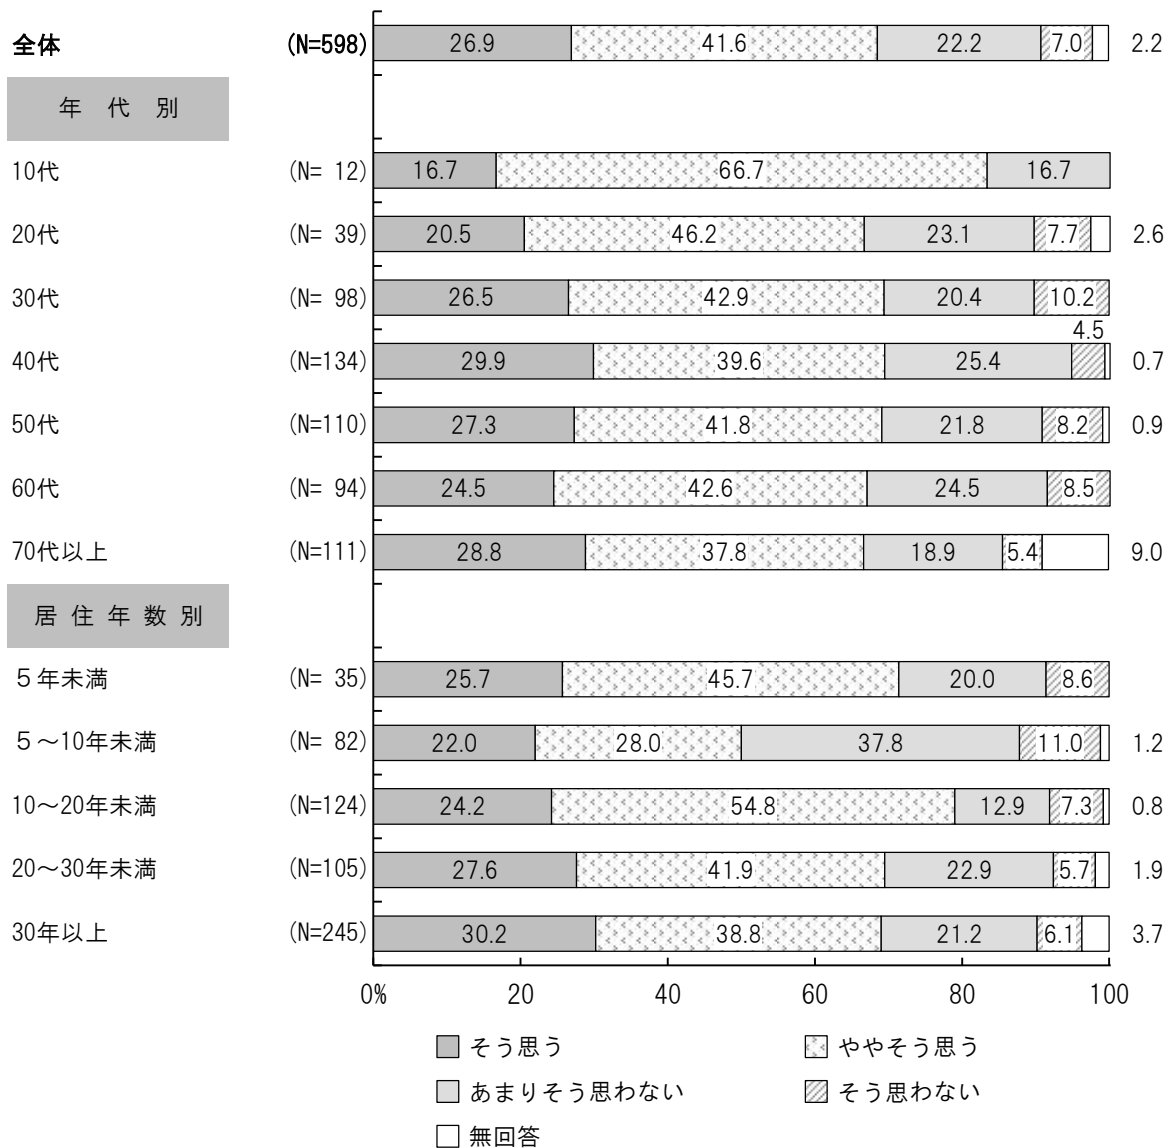 全体 (N=598) 26.9 41.6 22.2 7.0 2.2
年代別
10代 (N= 12) 16.7 66.7 16.7
20代 (N= 39) 20.5 46.2 23.1 7.7 2.6
30代 (N= 98) 26.5 42.9 20.4 10.2
40代 (N=134) 29.9 39.6 25.4 4.5 0.7
50代 (N=110) 27.3 41.8 21.8 8.2 0.9
60代 (N= 94) 24.5 42.6 24.5 8.5
70代以上 (N=111) 28.8 37.8 18.9 5.4 9.0
居住年数別
５年未満 (N= 35) 25.7 45.7 20.0 8.6
５～10年未満 (N= 82) 22.0 28.0 37.8 11.0 1.2
10～20年未満 (N=124) 24.2 54.8 12.9 7.3 0.8
20～30年未満 (N=105) 27.6 41.9 22.9 5.7 1.9
30年以上 (N=245) 30.2 38.8 21.2 6.1 3.7
0% 20 40 60 80 100
そう思う ややそう思う
あまりそう思わない そう思わない
無回答